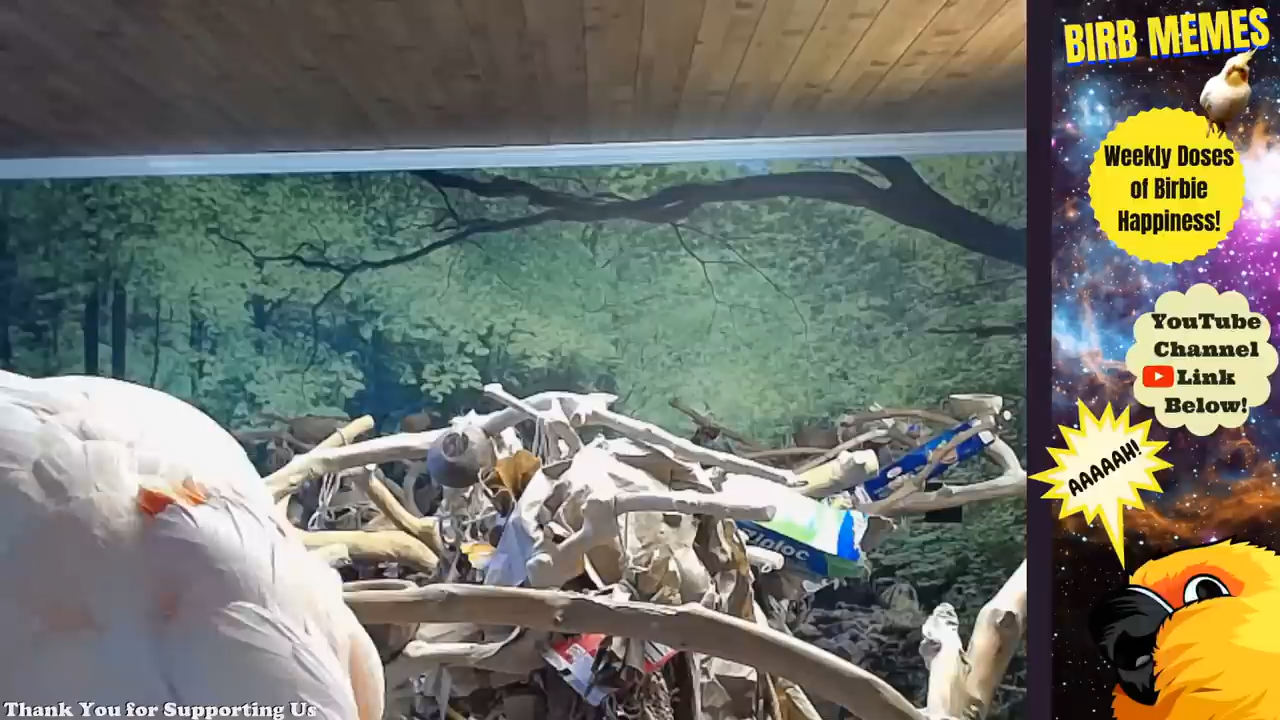 BIRB MEMES
Weekly Doses
of Birbie
Happiness!
YouTube
Channel
Link
Below!
AAAAAH!
Ziploc
Thank You for Supporting Us